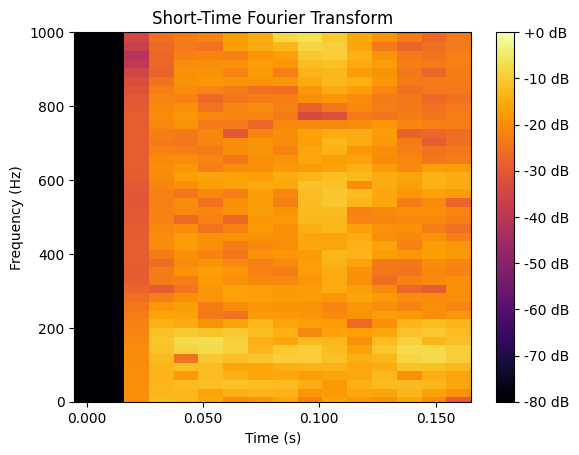 Short-Time Fourier Transform
1000
800
600
400
200
0
Frequency (Hz)
0.000
0.050
0.100
0.150
Time (s)
+0 dB
-10 dB
-20 dB
-30 dB
-40 dB
-50 dB
-60 dB
-70 dB
-80 dB